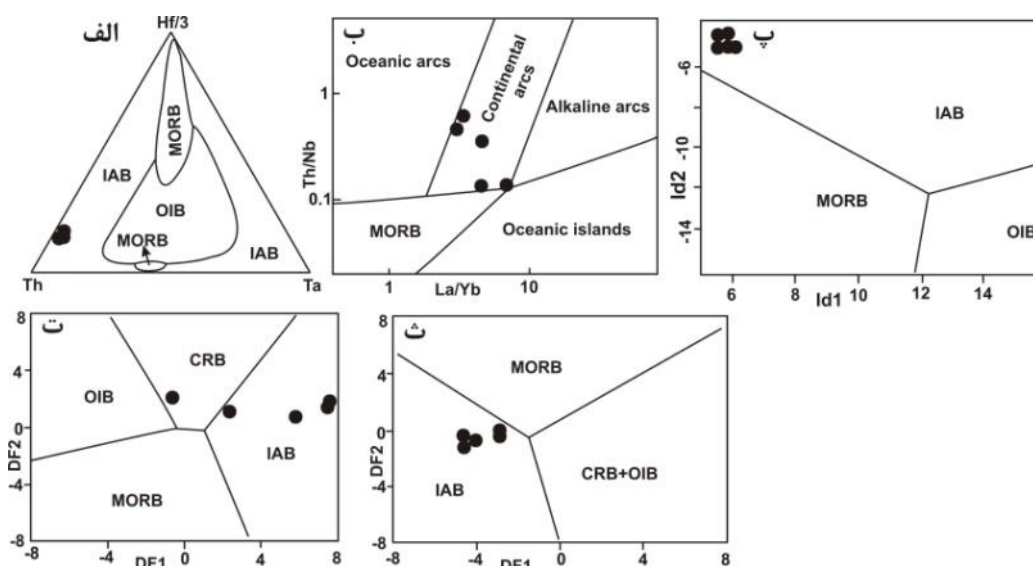 الف
Hf/3
MORB
IAB
OIB
MORB
IAB
Th
Ta
ب
Oceanic arcs
Continental arcs
Alkaline arcs
MORB
Oceanic islands
Th/Nb
1
0.1
1
10
La/Yb
پ
IAB
MORB
OIB
Id2
-6
-10
-14
6
8
10
12
14
Id1
ت
CRB
OIB
IAB
MORB
DF2
8
4
0
-4
-8
-8
-4
0
4
8
DF1
ث
MORB
IAB
CRB+OIB
DF2
8
4
0
-4
-8
-8
-4
0
4
8
DF1